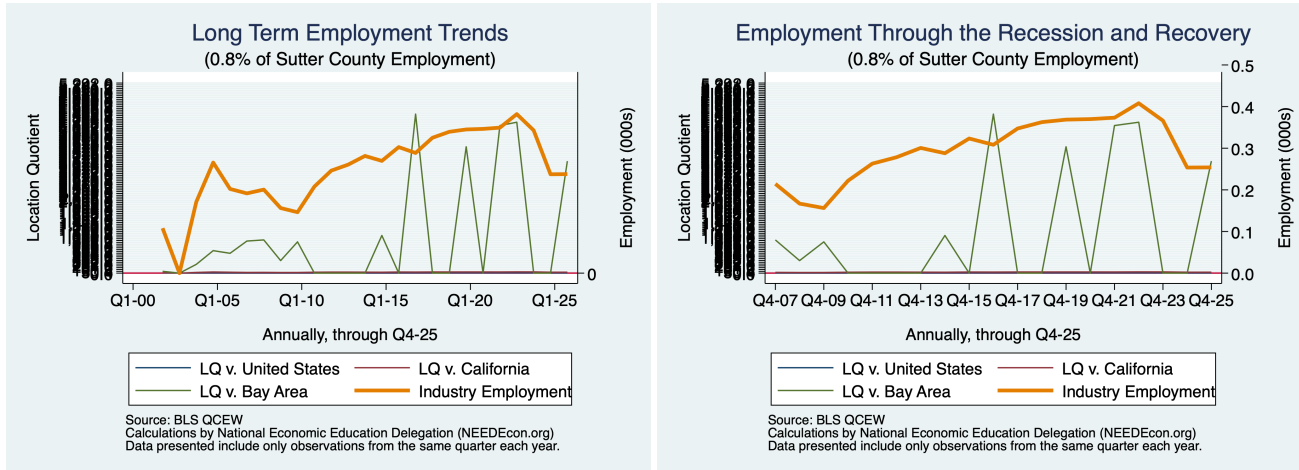 Long Term Employment Trends
(0.8% of Sutter County Employment)
Location Quotient
Employment (000s)
0
Q1-00 Q1-05 Q1-10 Q1-15 Q1-20 Q1-25
Annually, through Q4-25
LQ v. United States LQ v. California
LQ v. Bay Area Industry Employment
Source: BLS QCEW
Calculations by National Economic Education Delegation (NEEDEcon.org)
Data presented include only observations from the same quarter each year.
Employment Through the Recession and Recovery
(0.8% of Sutter County Employment)
Location Quotient
0.5
0.4
0.3
0.2
0.1
0.0
Employment (000s)
Q4-07 Q4-09 Q4-11 Q4-13 Q4-15 Q4-17 Q4-19 Q4-21 Q4-23 Q4-25
Annually, through Q4-25
LQ v. United States LQ v. California
LQ v. Bay Area Industry Employment
Source: BLS QCEW
Calculations by National Economic Education Delegation (NEEDEcon.org)
Data presented include only observations from the same quarter each year.